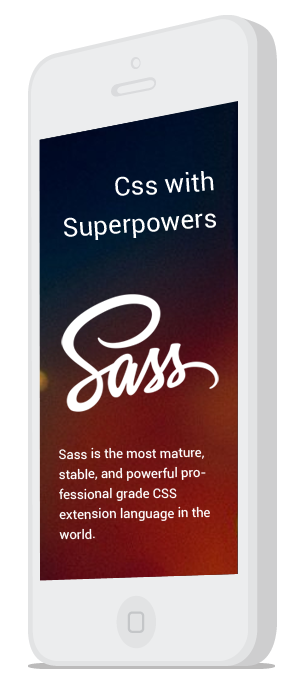 Css with
Superpowers
Sass
Sass is the most mature,
stable, and powerful pro-
fessional grade CSS
extension language in the
world.